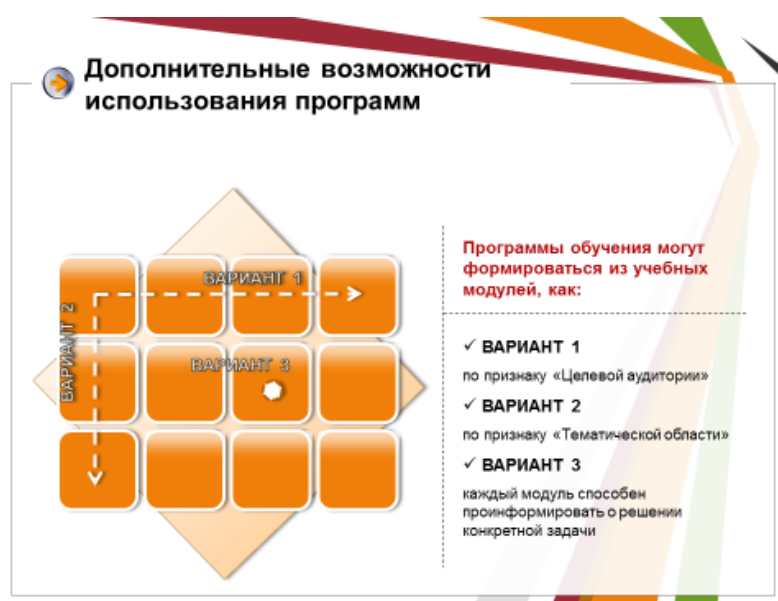 Дополнительные возможности
использования программ
ВАРИАНТ 1
ВАРИАНТ 2
ВАРИАНТ 3
Программы обучения могут
формироваться из учебных
модулей, как:
✓ ВАРИАНТ 1
по признаку «Целевой аудитории»
✓ ВАРИАНТ 2
по признаку «Тематической области»
✓ ВАРИАНТ 3
каждый модуль способен
проинформировать о решении
конкретной задачи